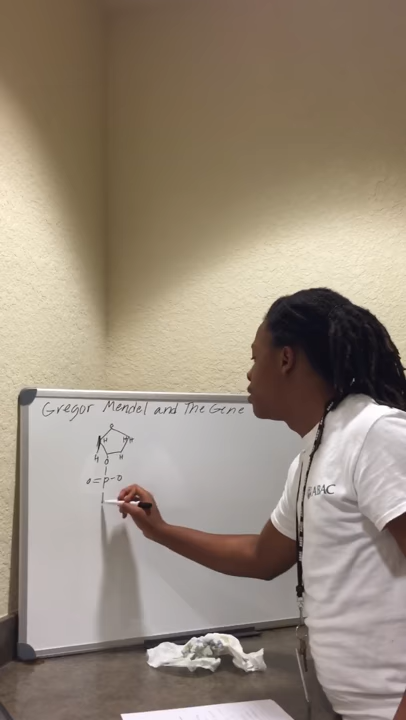 Gregor Mendel and The Gene
O
H H H
H O H
O=P-O
ABAC